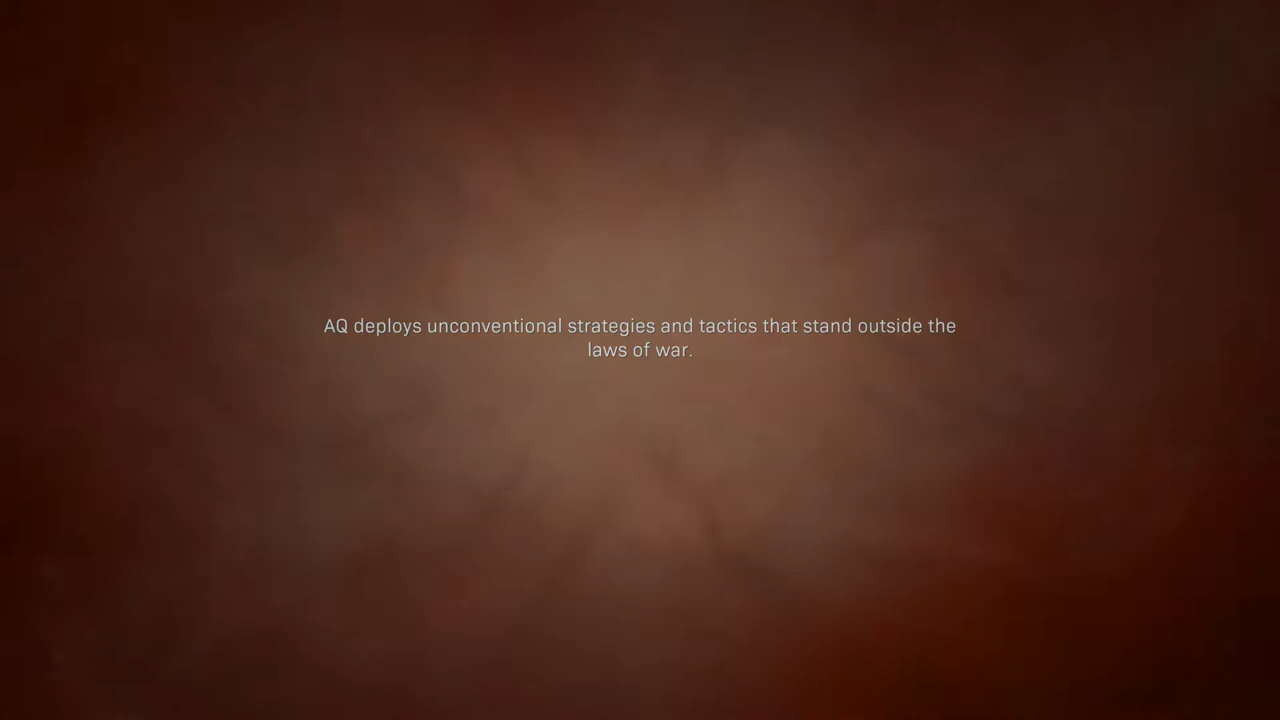 AQ deploys unconventional strategies and tactics that stand outside the
laws of war.